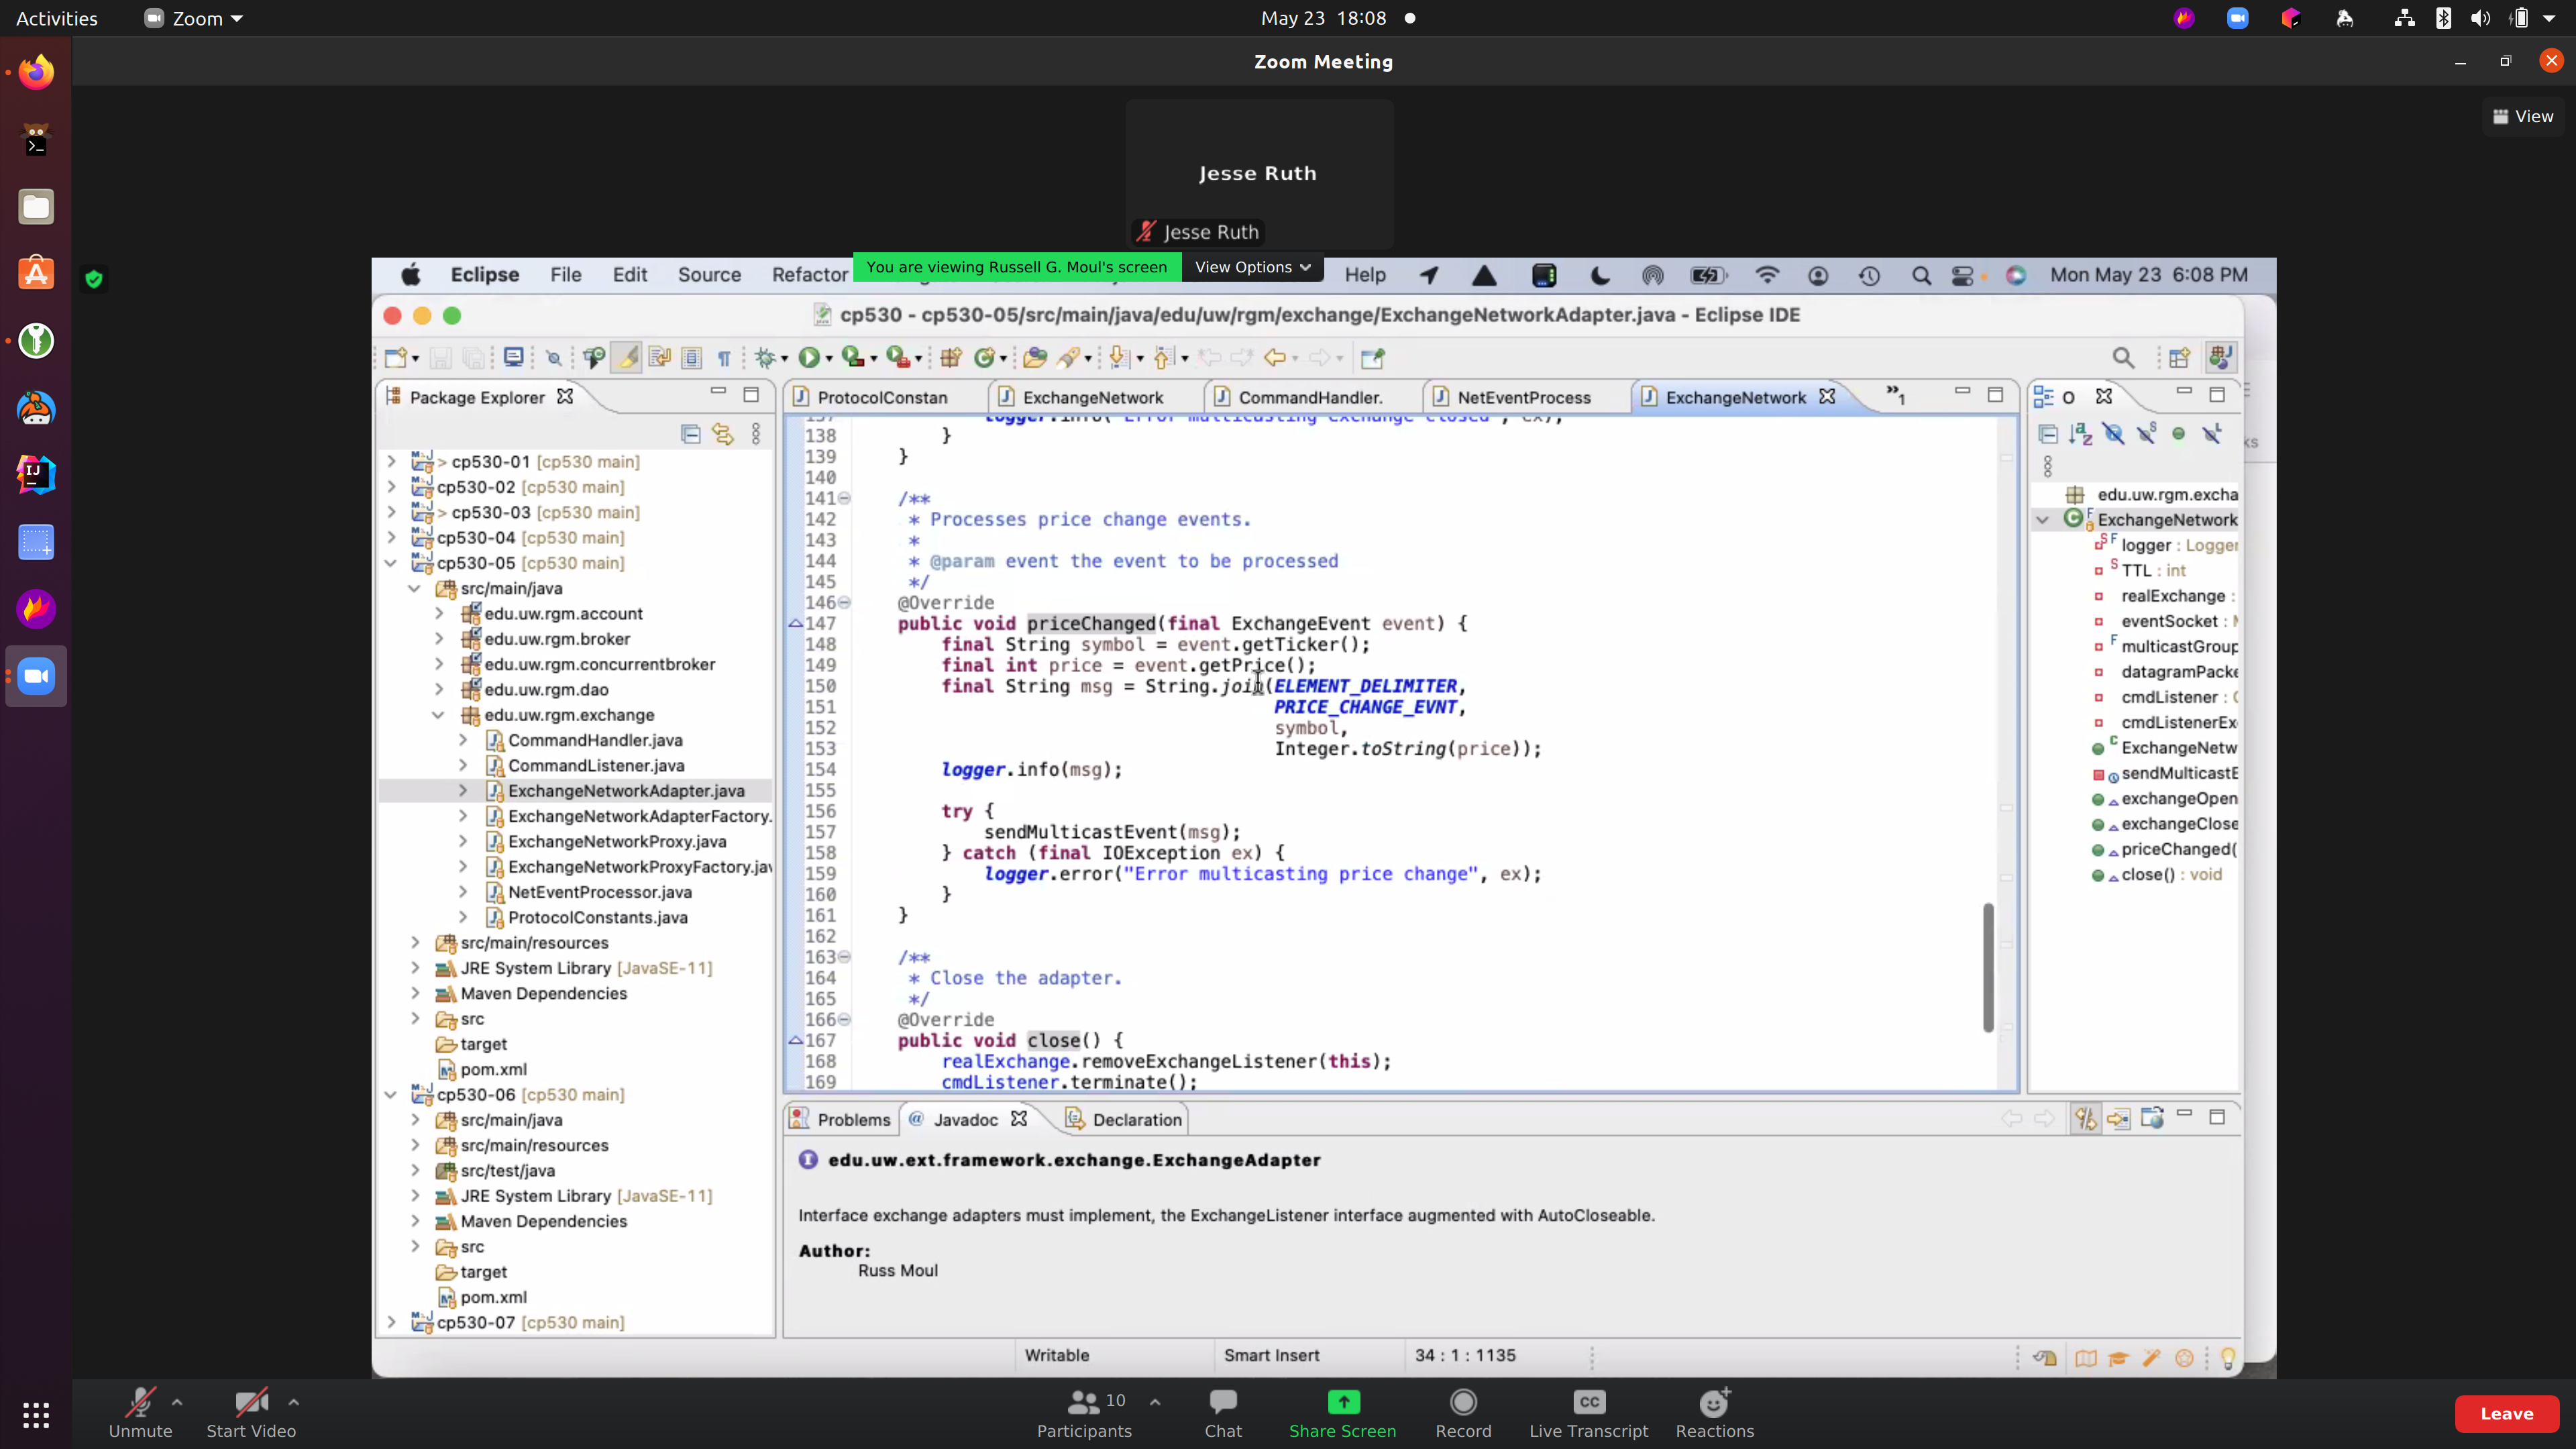 Activities
Zoom
May 23 18:08
Zoom Meeting
View
Jesse Ruth
Jesse Ruth
You are viewing Russell G. Moul's screen
View Options
Eclipse File Edit Source Refactor Help Mon May 23 6:08 PM
cp530 - cp530-05/src/main/java/edu/uw/rgm/exchange/ExchangeNetworkAdapter.java - Eclipse IDE
Package Explorer
> cp530-01 [cp530 main]
cp530-02 [cp530 main]
> cp530-03 [cp530 main]
cp530-04 [cp530 main]
cp530-05 [cp530 main]
src/main/java
edu.uw.rgm.account
edu.uw.rgm.broker
edu.uw.rgm.concurrentbroker
edu.uw.rgm.dao
edu.uw.rgm.exchange
CommandHandler.java
CommandListener.java
ExchangeNetworkAdapter.java
ExchangeNetworkAdapterFactory.
ExchangeNetworkProxy.java
ExchangeNetworkProxyFactory.jav
NetEventProcessor.java
ProtocolConstants.java
src/main/resources
JRE System Library [JavaSE-11]
Maven Dependencies
src
target
pom.xml
cp530-06 [cp530 main]
src/main/java
src/main/resources
src/test/java
JRE System Library [JavaSE-11]
Maven Dependencies
src
target
pom.xml
cp530-07 [cp530 main]
ProtocolConstan ExchangeNetwork CommandHandler. NetEventProcess ExchangeNetwork »1
137 logger.info("Error multicasting exchange closed", ex);
138 }
139 }
140
141 /**
142 * Processes price change events.
143 *
144 * @param event the event to be processed
145 */
146 @Override
147 public void priceChanged(final ExchangeEvent event) {
148 final String symbol = event.getTicker();
149 final int price = event.getPrice();
150 final String msg = String.join(ELEMENT_DELIMITER,
151 PRICE_CHANGE_EVNT,
152 symbol,
153 Integer.toString(price));
154 logger.info(msg);
155
156 try {
157 sendMulticastEvent(msg);
158 } catch (final IOException ex) {
159 logger.error("Error multicasting price change", ex);
160 }
161 }
162
163 /**
164 * Close the adapter.
165 */
166 @Override
167 public void close() {
168 realExchange.removeExchangeListener(this);
169 cmdListener.terminate();
O
edu.uw.rgm.excha
ExchangeNetwork
logger : Logger
TTL : int
realExchange :
eventSocket :
multicastGroup
datagramPacke
cmdListener :
cmdListenerEx
ExchangeNetw
sendMulticastE
exchangeOpen
exchangeClose
priceChanged(
close() : void
Problems @ Javadoc Declaration
edu.uw.ext.framework.exchange.ExchangeAdapter
Interface exchange adapters must implement, the ExchangeListener interface augmented with AutoCloseable.
Author:
Russ Moul
Writable Smart Insert 34 : 1 : 1135
Unmute
Start Video
10
Participants
Chat
Share Screen
Record
CC
Live Transcript
Reactions
Leave